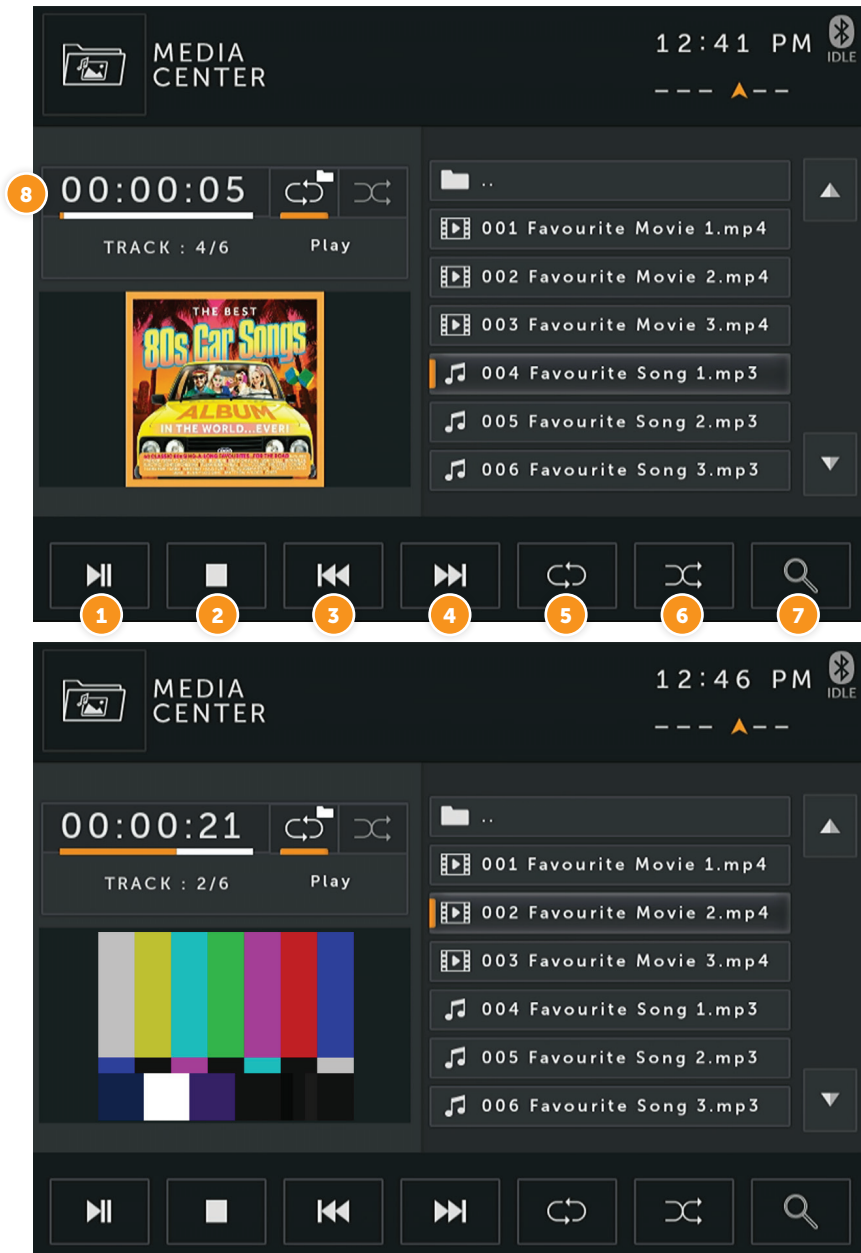 MEDIA
CENTER
12:41 PM
IDLE
--- --
8
00:00:05
TRACK : 4/6
Play
THE BEST
80s Car Songs
ALBUM
IN THE WORLD...EVER!
..
001 Favourite Movie 1.mp4
002 Favourite Movie 2.mp4
003 Favourite Movie 3.mp4
004 Favourite Song 1.mp3
005 Favourite Song 2.mp3
006 Favourite Song 3.mp3
1
2
3
4
5
6
7
MEDIA
CENTER
12:46 PM
IDLE
--- --
00:00:21
TRACK : 2/6
Play
..
001 Favourite Movie 1.mp4
002 Favourite Movie 2.mp4
003 Favourite Movie 3.mp4
004 Favourite Song 1.mp3
005 Favourite Song 2.mp3
006 Favourite Song 3.mp3